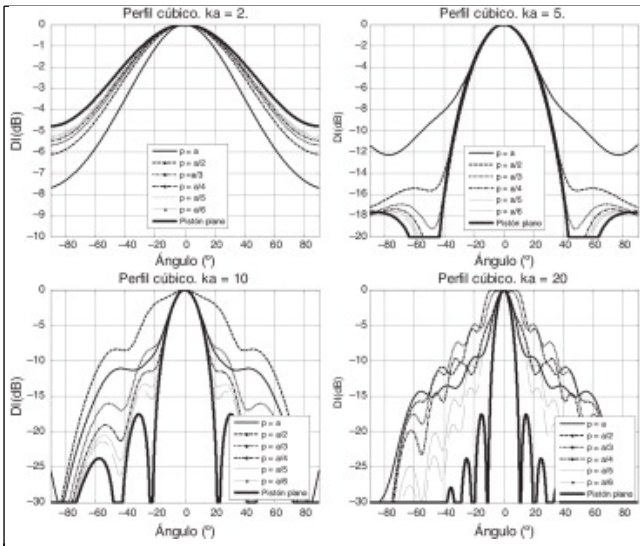 Perfil cúbico. ka = 2.
0
−1
−2
−3
−4
−5
−6
−7
−8
−9
−10
DI(dB)
p = a
p = a/2
p =a/3
p = a/4
p = a/5
p = a/6
Pistón plano
−80 −60 −40 −20 0 20 40 60 80
Ángulo (º)
Perfil cúbico. ka = 5.
0
−2
−4
−6
−8
−10
−12
−14
−16
−18
−20
DI(dB)
p = a
p = a/2
p = a/3
p = a/4
p = a/5
p = a/6
Pistón plano
−80 −60 −40 −20 0 20 40 60 80
Ángulo (º)
Perfil cúbico. ka = 10
0
−5
−10
−15
−20
−25
−30
DI(dB)
p = a
p = a/2
p = a/3
p = a/4
p = a/5
p = a/6
Pistón plano
−80 −60 −40 −20 0 20 40 60 80
Ángulo (º)
Perfil cúbico. ka = 20
0
−5
−10
−15
−20
−25
−30
DI(dB)
p = a
p = a/2
p = a/3
p = a/4
p = a/5
p = a/6
Pistón plano
−80 −60 −40 −20 0 20 40 60 80
Ángulo (º)